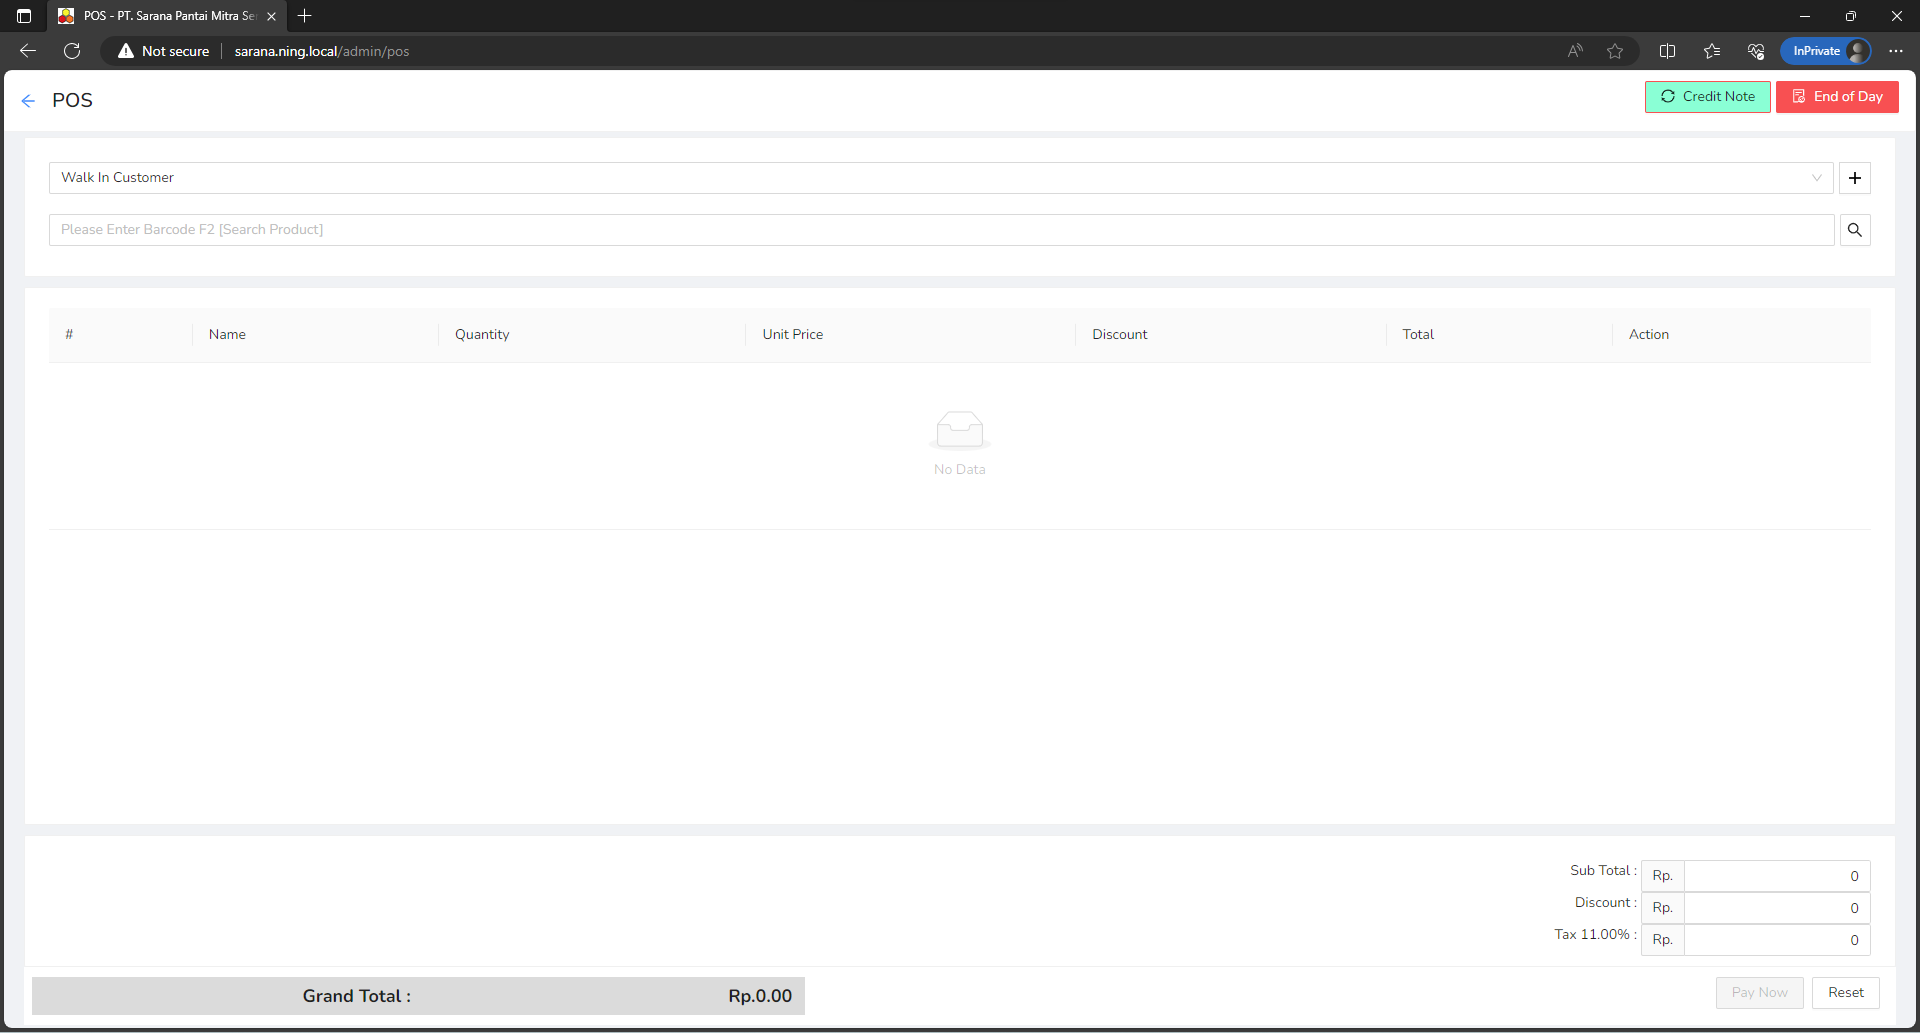 POS - PT. Sarana Pantai Mitra Se
Not secure
sarana.ning.local/admin/pos
InPrivate
POS
Credit Note
End of Day
Walk In Customer
Please Enter Barcode F2 [Search Product]
# Name Quantity Unit Price Discount Total Action
No Data
Sub Total : Rp. 0
Discount : Rp. 0
Tax 11.00% : Rp. 0
Grand Total : Rp.0.00
Pay Now
Reset